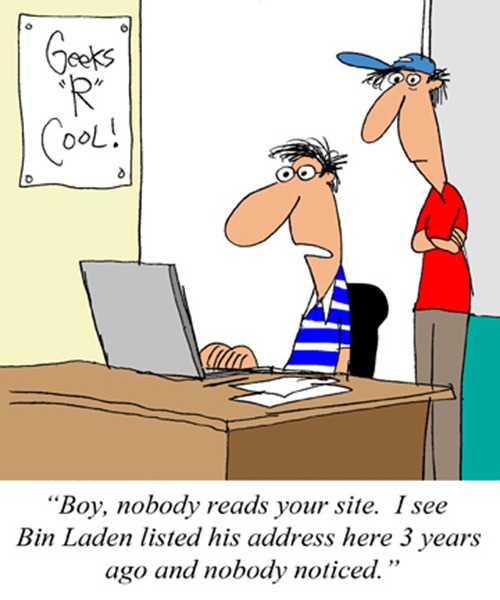 Geeks
"R"
Cool!
“Boy, nobody reads your site.  I see
Bin Laden listed his address here 3 years
ago and nobody noticed.”